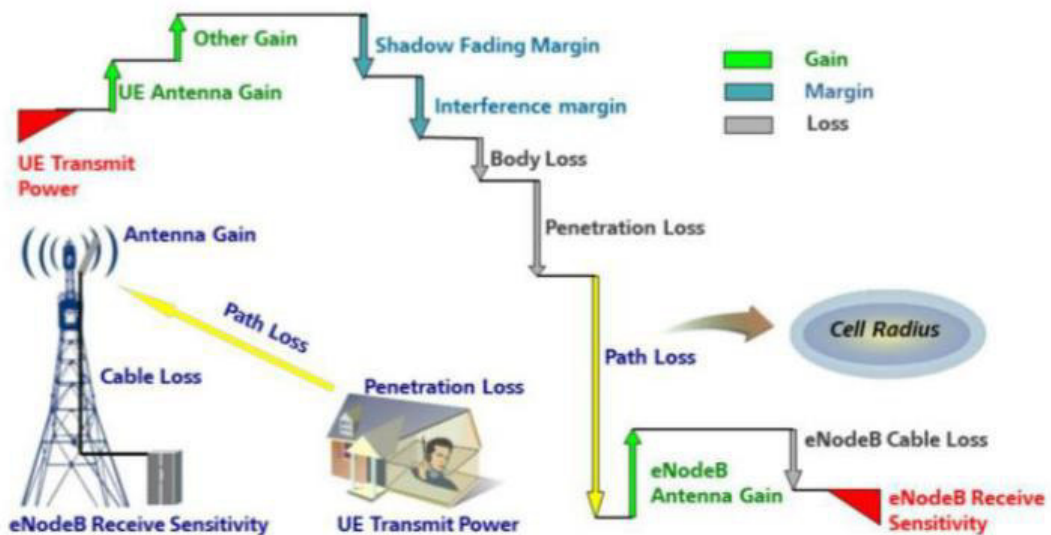 Other Gain
UE Antenna Gain
UE Transmit
Power
Shadow Fading Margin
Interference margin
Body Loss
Penetration Loss
Gain
Margin
Loss
Antenna Gain
Path Loss
Cable Loss
Penetration Loss
eNodeB Receive Sensitivity
UE Transmit Power
Path Loss
Cell Radius
eNodeB
Antenna Gain
eNodeB Cable Loss
eNodeB Receive
Sensitivity